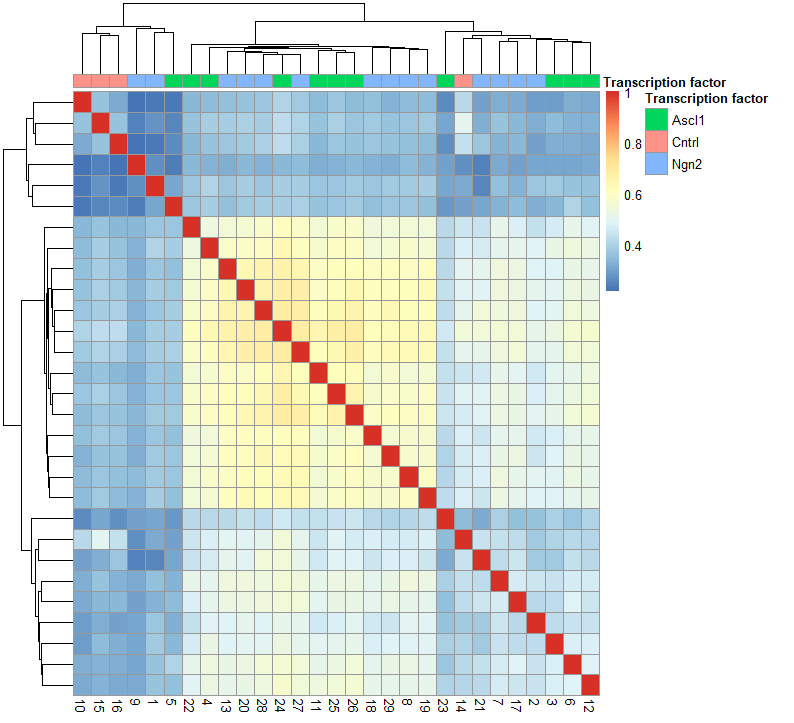 Transcription factor
1
Transcription factor
Ascl1
0.8
Cntrl
Ngn2
0.6
0.4
10 15 16 9 1 5 22 4 13 20 28 24 27 11 25 26 18 29 8 19 23 14 21 7 17 2 3 6 12